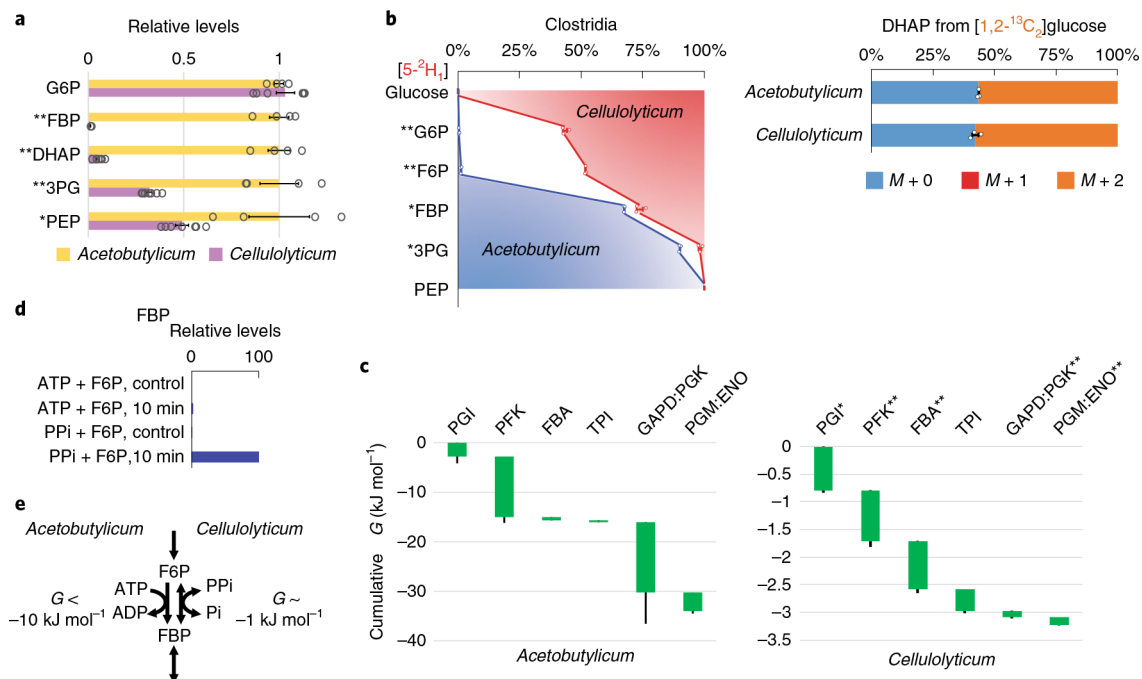 a
Relative levels
0 0.5 1
G6P
**FBP
**DHAP
**3PG
*PEP
Acetobutylicum Cellulolyticum
b
Clostridia
0% 25% 50% 75% 100%
[5-²H₁]
Glucose
**G6P
**F6P
*FBP
*3PG
PEP
Cellulolyticum
Acetobutylicum
DHAP from [1,2-¹³C₂]glucose
0% 25% 50% 75% 100%
Acetobutylicum
Cellulolyticum
M + 0 M + 1 M + 2
d
FBP
Relative levels
0 100
ATP + F6P, control
ATP + F6P, 10 min
PPi + F6P, control
PPi + F6P,10 min
e
Acetobutylicum Cellulolyticum
F6P
ATP PPi
ADP Pi
FBP
G <
−10 kJ mol⁻¹
G ~
−1 kJ mol⁻¹
c
PGI PFK FBA TPI GAPD:PGK PGM:ENO
Cumulative G (kJ mol⁻¹)
0
−10
−20
−30
−40
Acetobutylicum
PGI* PFK** FBA** TPI GAPD:PGK** PGM:ENO**
0
−0.5
−1
−1.5
−2
−2.5
−3
−3.5
Cellulolyticum